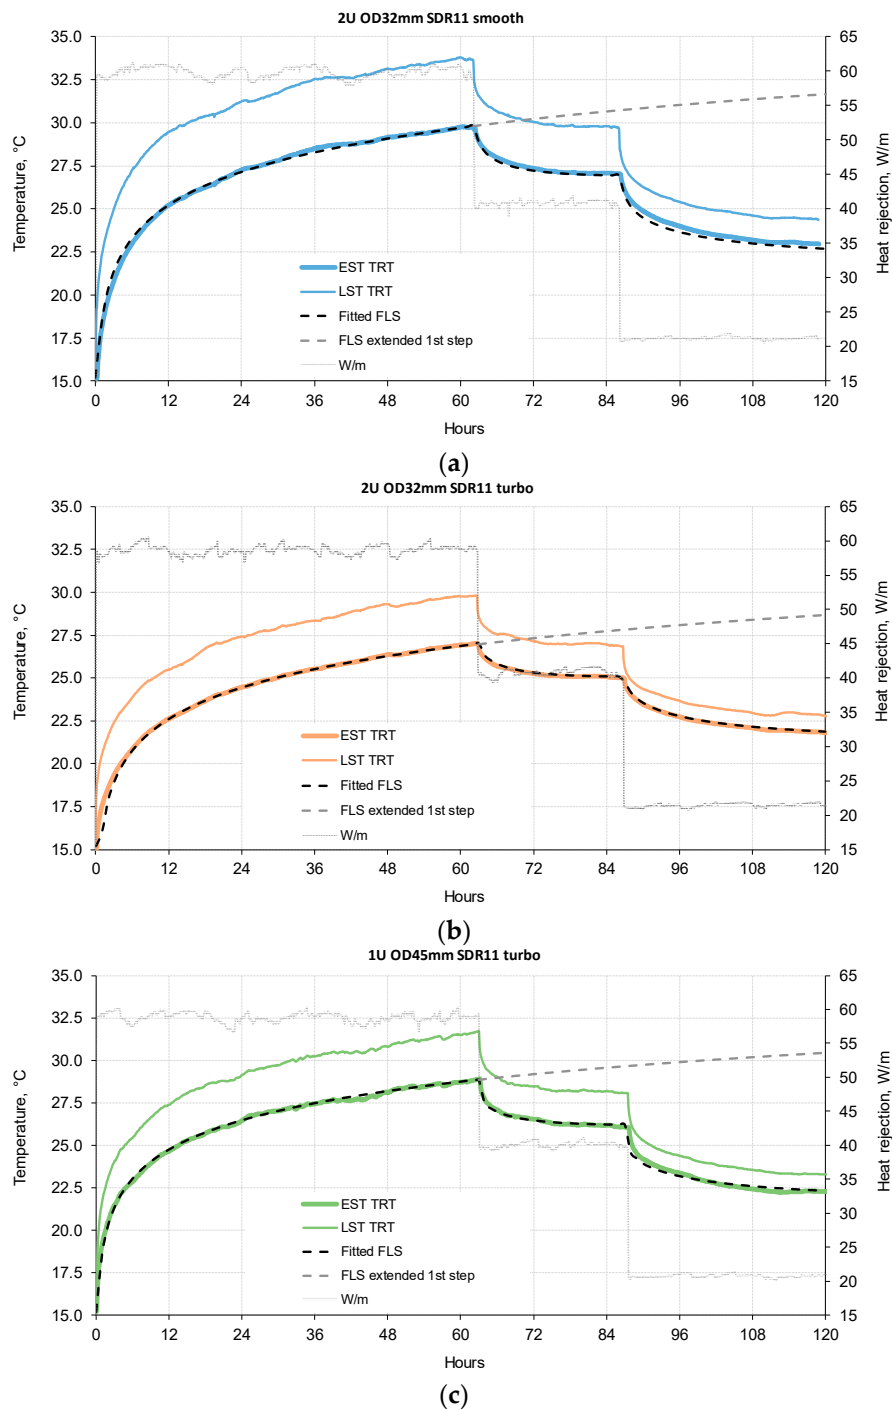 2U OD32mm SDR11 smooth
35.0 65
32.5 60
30.0 55
27.5 50
25.0 45
22.5 40
20.0 35
17.5 30
15.0 25
20
15
Temperature, °C
Heat rejection, W/m
EST TRT
LST TRT
Fitted FLS
FLS extended 1st step
W/m
0 12 24 36 48 60 72 84 96 108 120
Hours
(a)
2U OD32mm SDR11 turbo
35.0 65
32.5 60
30.0 55
27.5 50
25.0 45
22.5 40
20.0 35
17.5 30
15.0 25
20
15
Temperature, °C
Heat rejection, W/m
EST TRT
LST TRT
Fitted FLS
FLS extended 1st step
W/m
0 12 24 36 48 60 72 84 96 108 120
Hours
(b)
1U OD45mm SDR11 turbo
35.0 65
32.5 60
30.0 55
27.5 50
25.0 45
22.5 40
20.0 35
17.5 30
15.0 25
20
15
Temperature, °C
Heat rejection, W/m
EST TRT
LST TRT
Fitted FLS
FLS extended 1st step
W/m
0 12 24 36 48 60 72 84 96 108 120
Hours
(c)